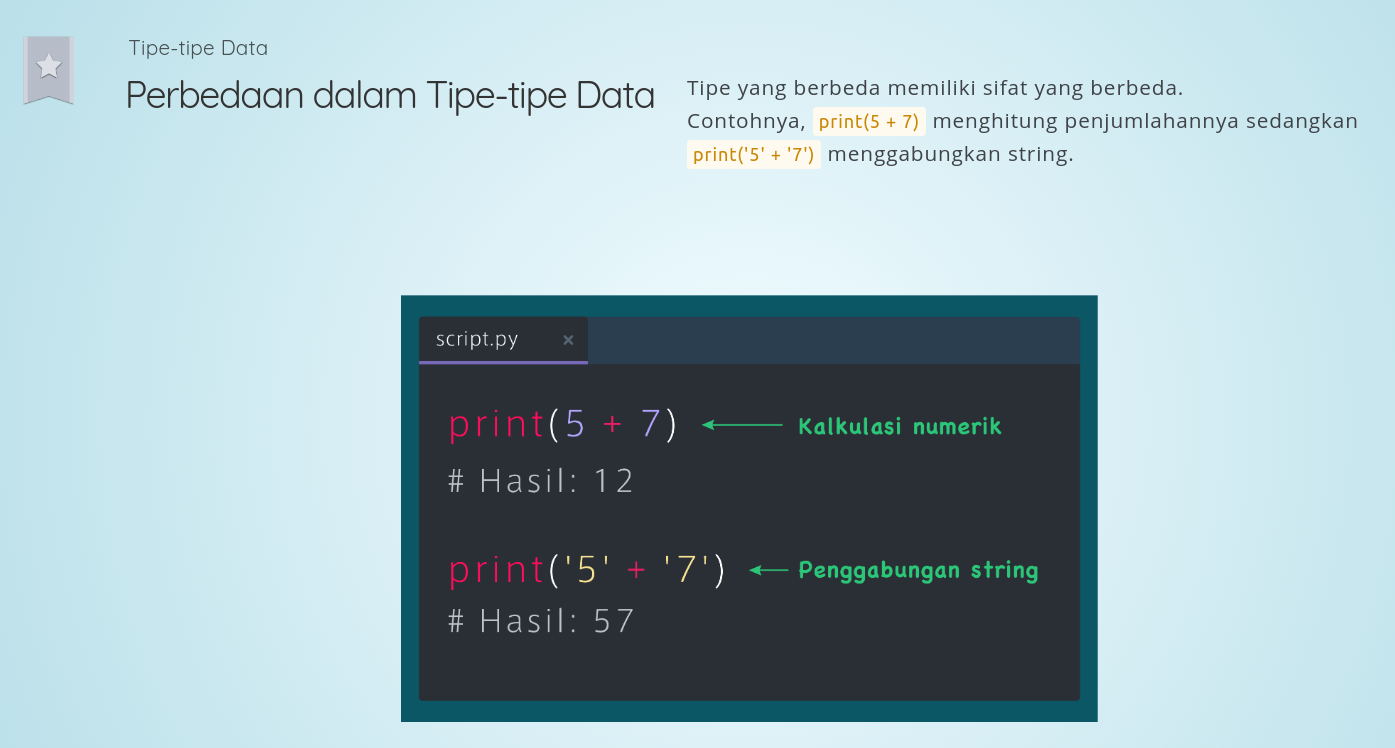 Tipe-tipe Data
Perbedaan dalam Tipe-tipe Data
Tipe yang berbeda memiliki sifat yang berbeda.
Contohnya, print(5 + 7) menghitung penjumlahannya sedangkan
print('5' + '7') menggabungkan string.
script.py ×
print(5 + 7) Kalkulasi numerik
# Hasil: 12
print('5' + '7') Penggabungan string
# Hasil: 57